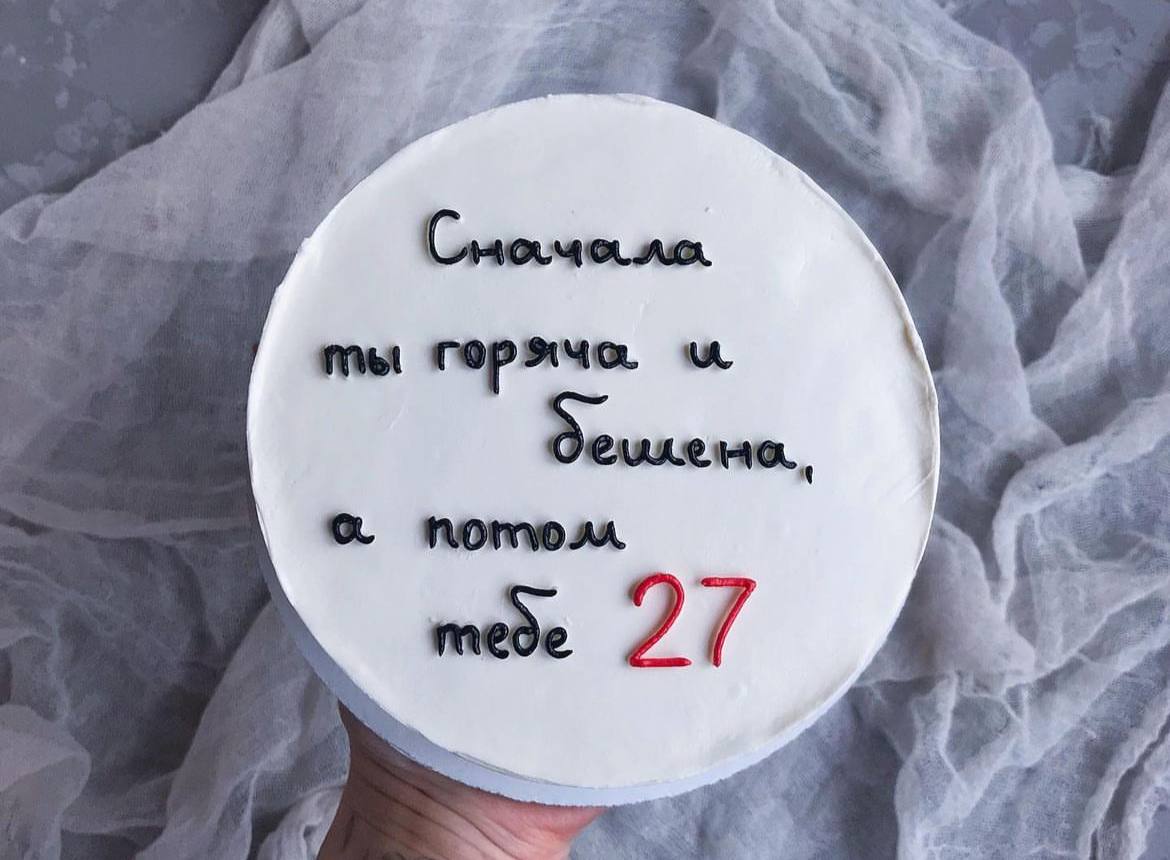 Сначала
ты горяча и
бешена,
а потом
тебе 27